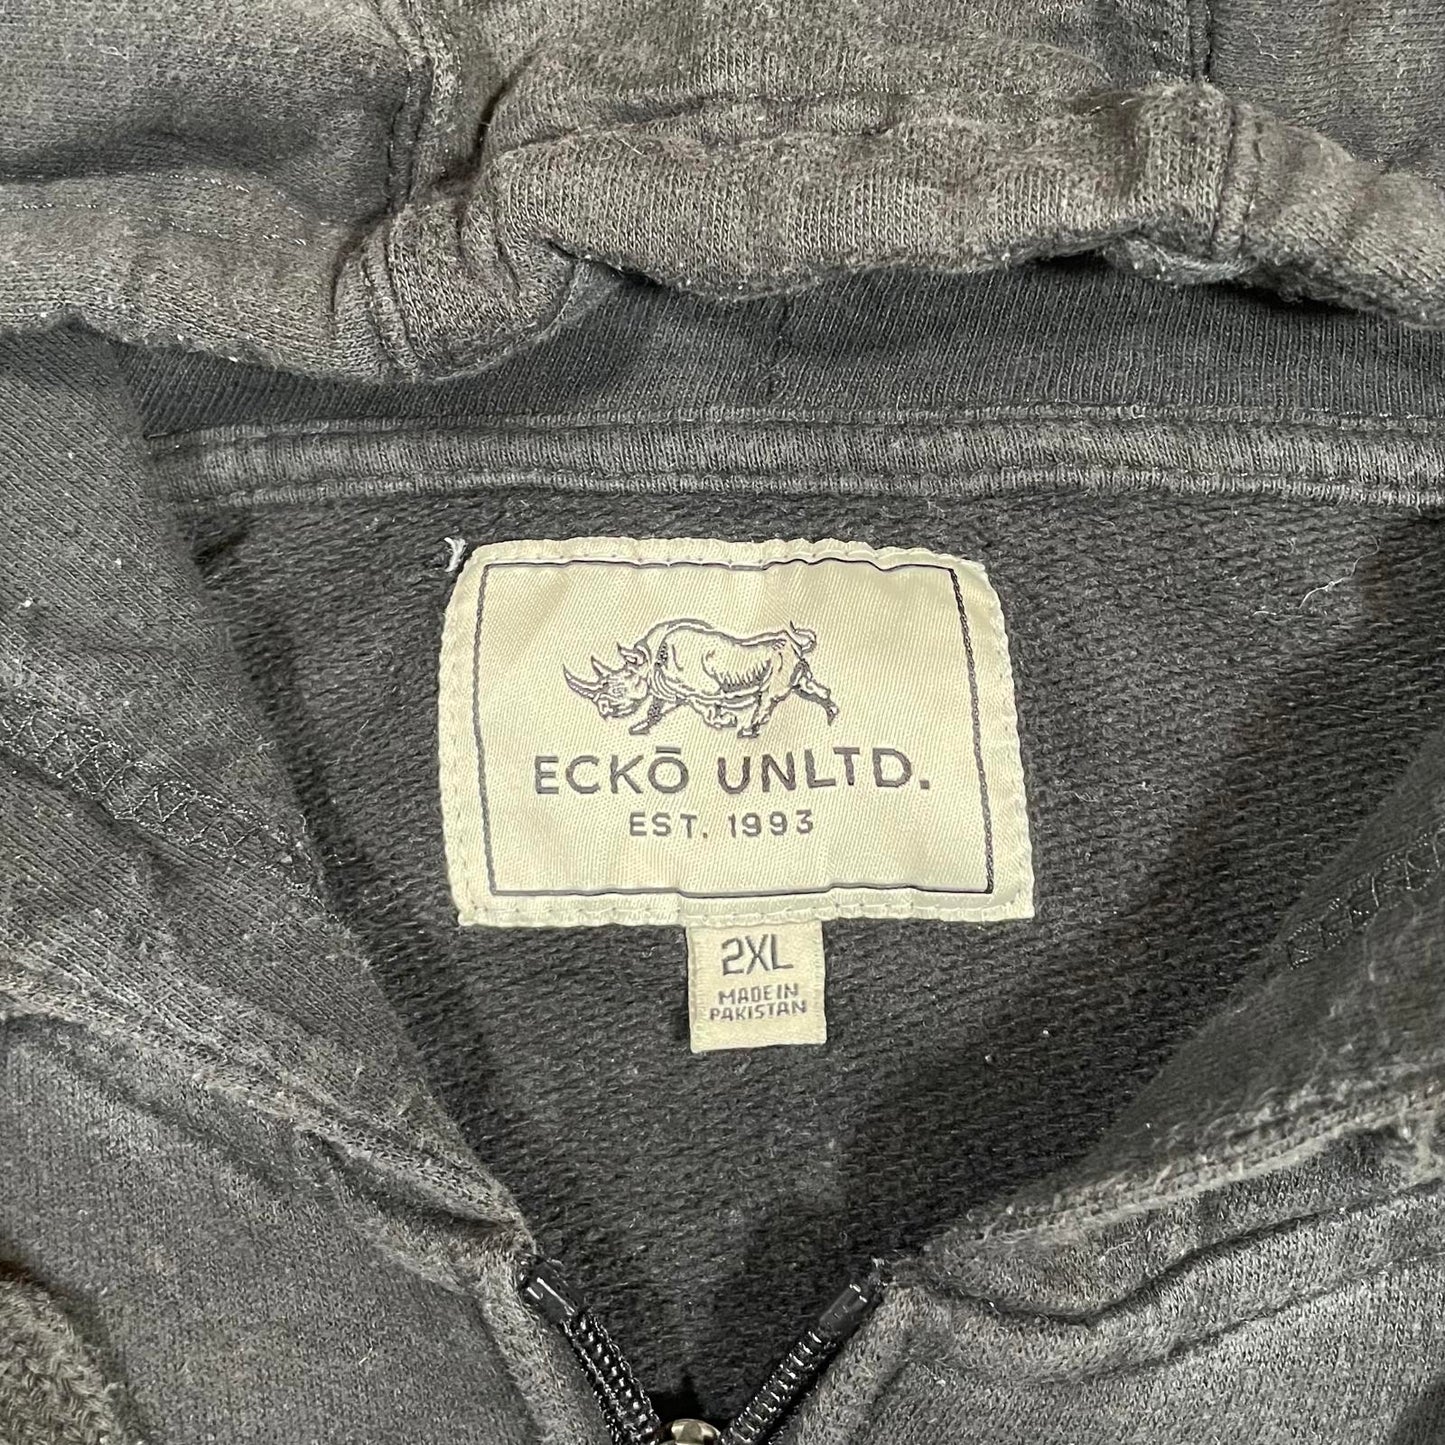 ECKŌ UNLTD.
EST. 1993
2XL
MADE IN
PAKISTAN